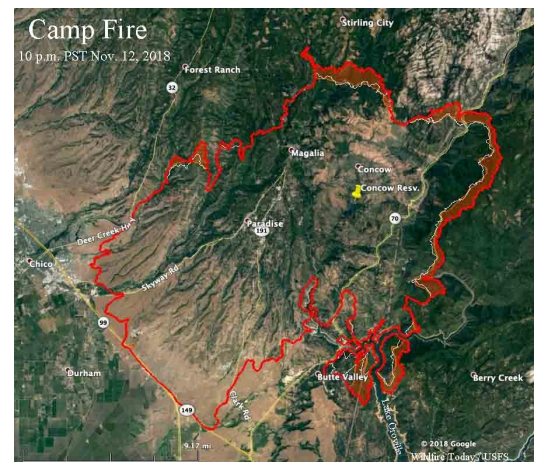 Camp Fire
10 p.m. PST Nov. 12, 2018
Stirling City
Forest Ranch
32
Magalia
Concow
Concow Resv.
70
Paradise
191
Deer Creek Hwy
Chico
Skyway Rd
99
Durham
Butte Valley
Berry Creek
Clark Rd
149
Lake Oroville
9.17 mi
© 2018 Google
Wildfire Today/USFS